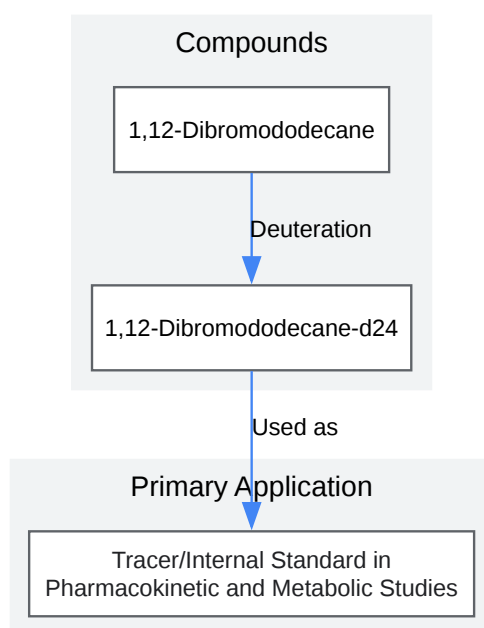 Compounds
1,12-Dibromododecane
Deuteration
1,12-Dibromododecane-d24
Used as
Primary Application
Tracer/Internal Standard in
Pharmacokinetic and Metabolic Studies